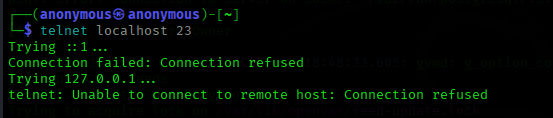 ┌──(anonymous㉿anonymous)-[~]
└─$ telnet localhost 23
Trying ::1...
Connection failed: Connection refused
Trying 127.0.0.1...
telnet: Unable to connect to remote host: Connection refused